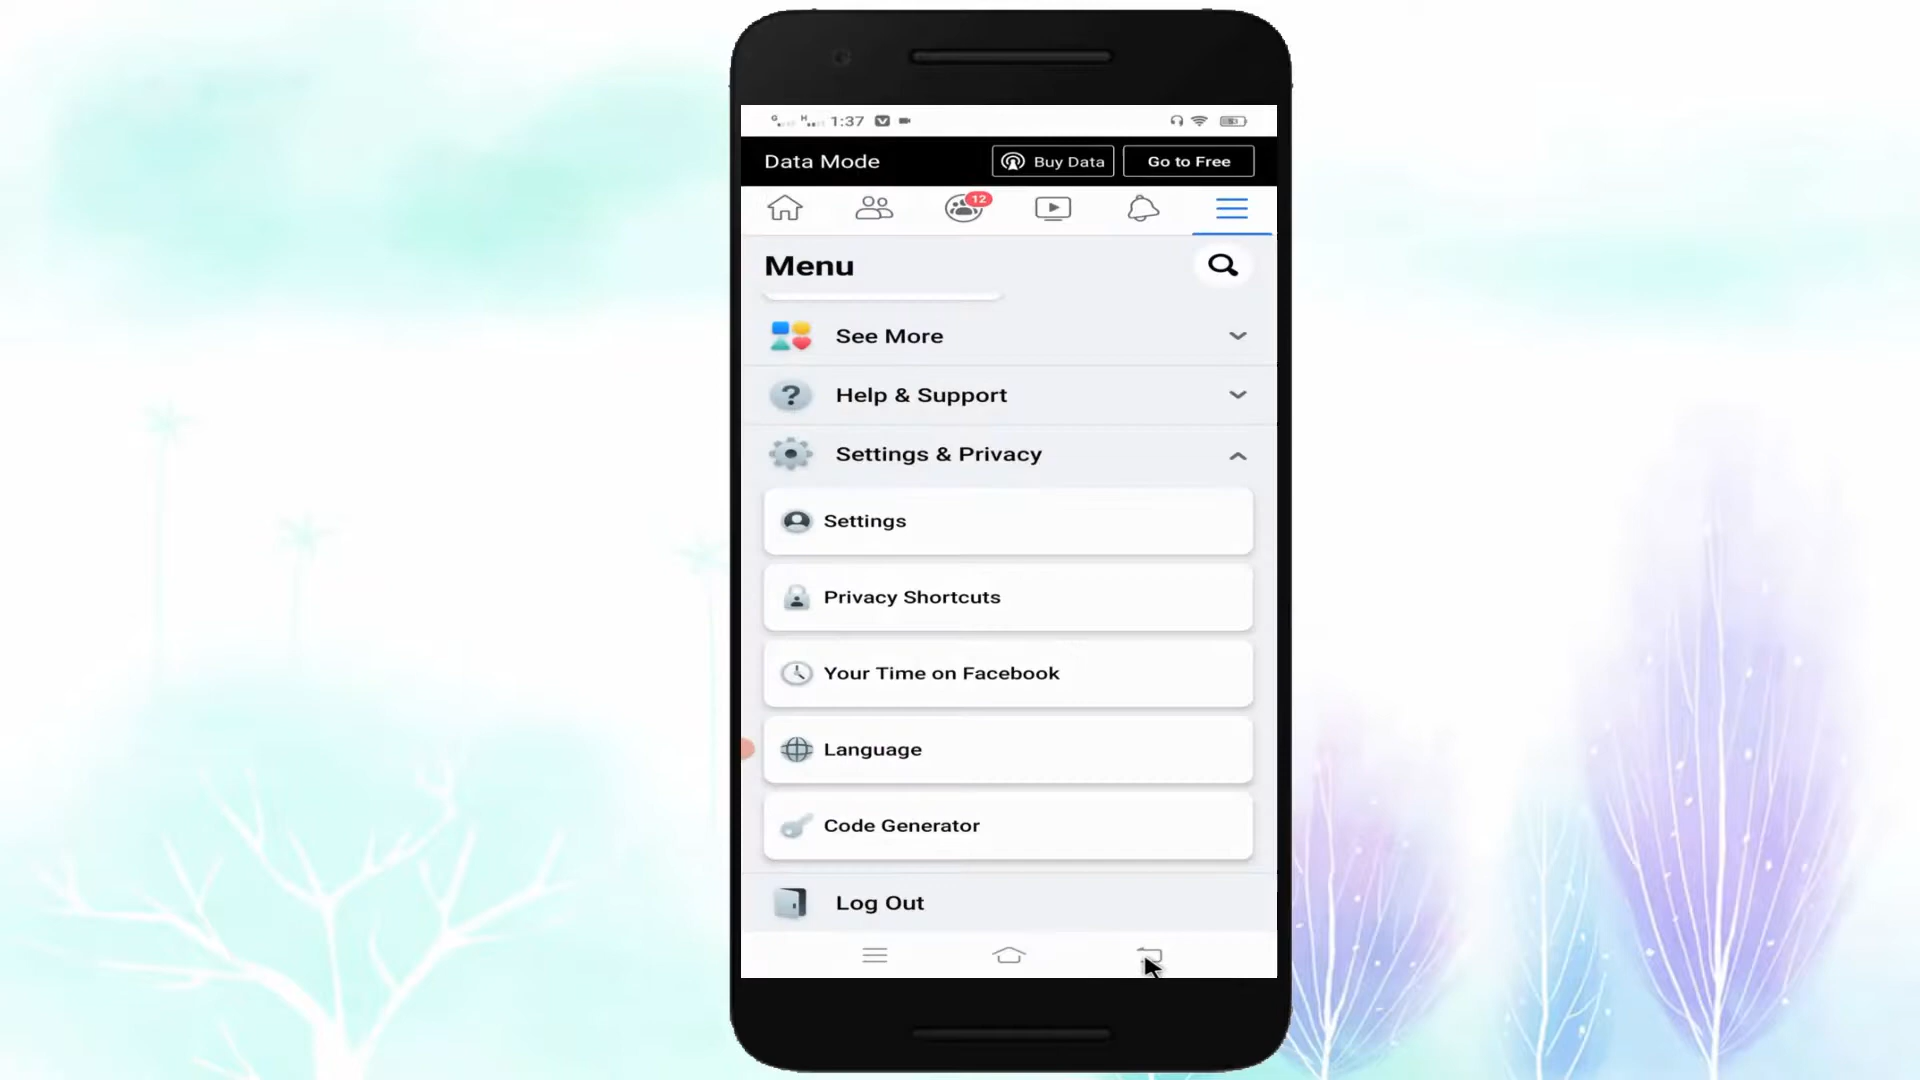 G H 1:37
Data Mode Buy Data Go to Free
12
Menu
See More
? Help & Support
Settings & Privacy
Settings
Privacy Shortcuts
Your Time on Facebook
Language
Code Generator
Log Out